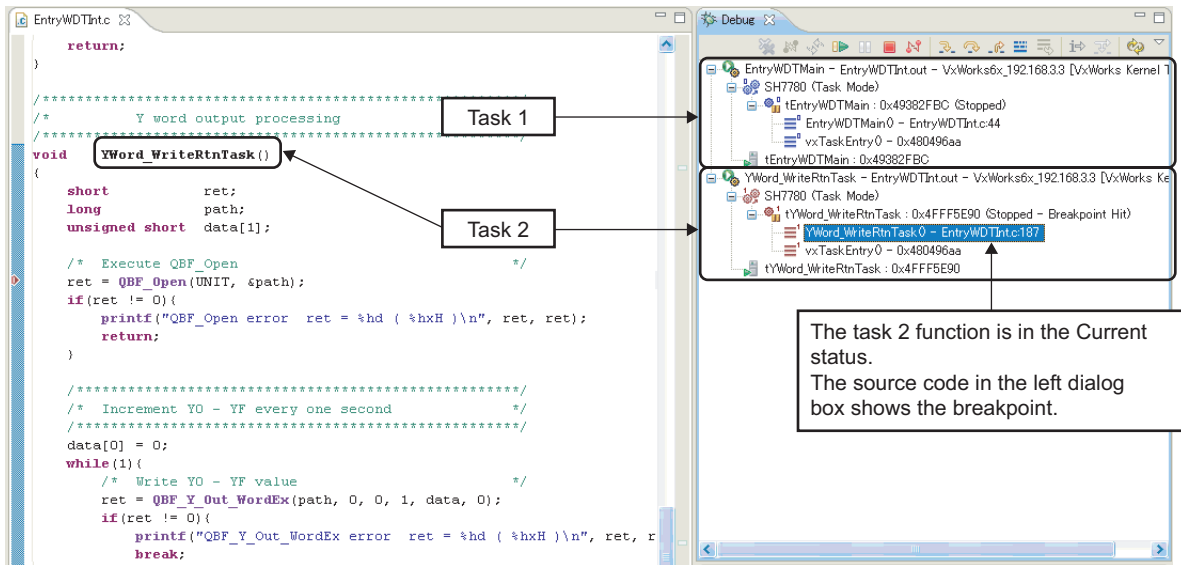 EntryWDTInt.c
return;
}
/*******************************************************/
/* Y word output processing
/*******************************************************/
void YWord_WriteRtnTask()
{
short ret;
long path;
unsigned short data[1];
/* Execute QBF_Open */
ret = QBF_Open(UNIT, &path);
if(ret != 0){
printf("QBF_Open error ret = %hd ( %hxH )\n", ret, ret);
return;
}
/**************************************************/
/* Increment Y0 - YF every one second */
/**************************************************/
data[0] = 0;
while(1){
/* Write Y0 - YF value */
ret = QBF_Y_Out_WordEx(path, 0, 0, 1, data, 0);
if(ret != 0){
printf("QBF_Y_Out_WordEx error ret = %hd ( %hxH )\n", ret, r
break;
Task 1
Task 2
Debug
EntryWDTMain - EntryWDTInt.out - VxWorks6x_192.168.3.3 [VxWorks Kernel T
SH7780 (Task Mode)
tEntryWDTMain : 0x49382FBC (Stopped)
EntryWDTMain() - EntryWDTInt.c:44
vxTaskEntry() - 0x480496aa
tEntryWDTMain : 0x49382FBC
YWord_WriteRtnTask - EntryWDTInt.out - VxWorks6x_192.168.3.3 [VxWorks Ke
SH7780 (Task Mode)
tYWord_WriteRtnTask : 0x4FFF5E90 (Stopped - Breakpoint Hit)
YWord_WriteRtnTask() - EntryWDTInt.c:187
vxTaskEntry() - 0x480496aa
tYWord_WriteRtnTask : 0x4FFF5E90
The task 2 function is in the Current
status.
The source code in the left dialog
box shows the breakpoint.